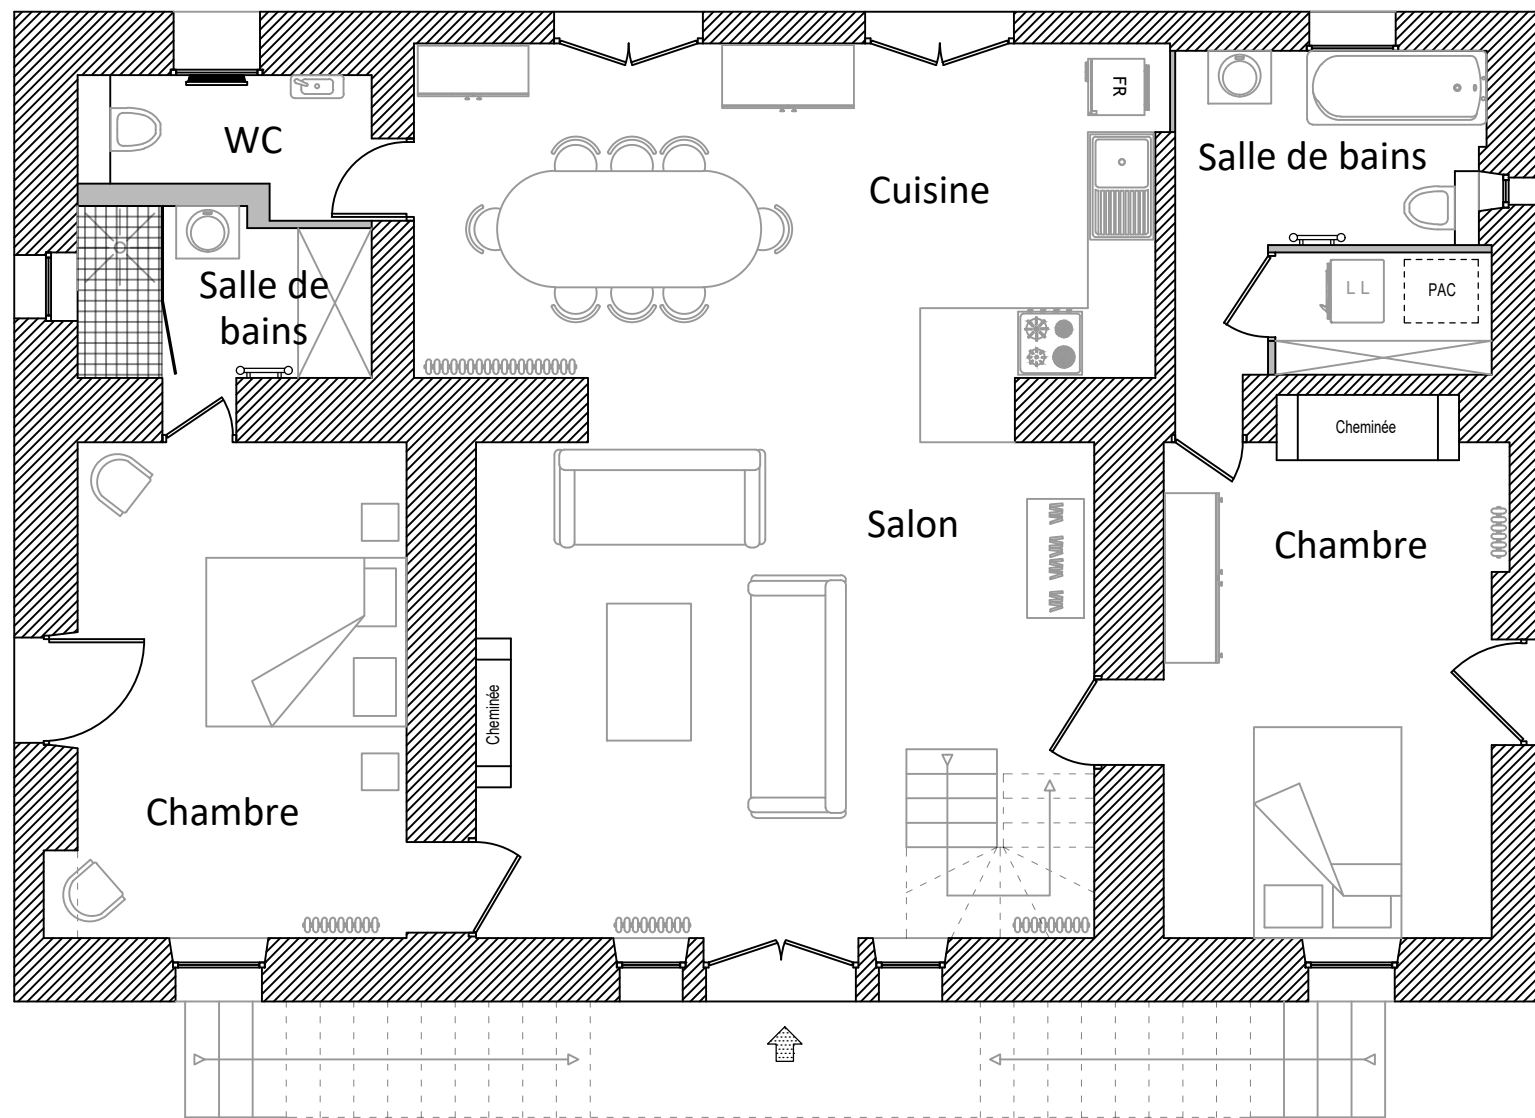 WC
Cuisine
FR
Salle de bains
Salle de
bains
L L
PAC
Cheminée
Salon
Chambre
Cheminée
Chambre